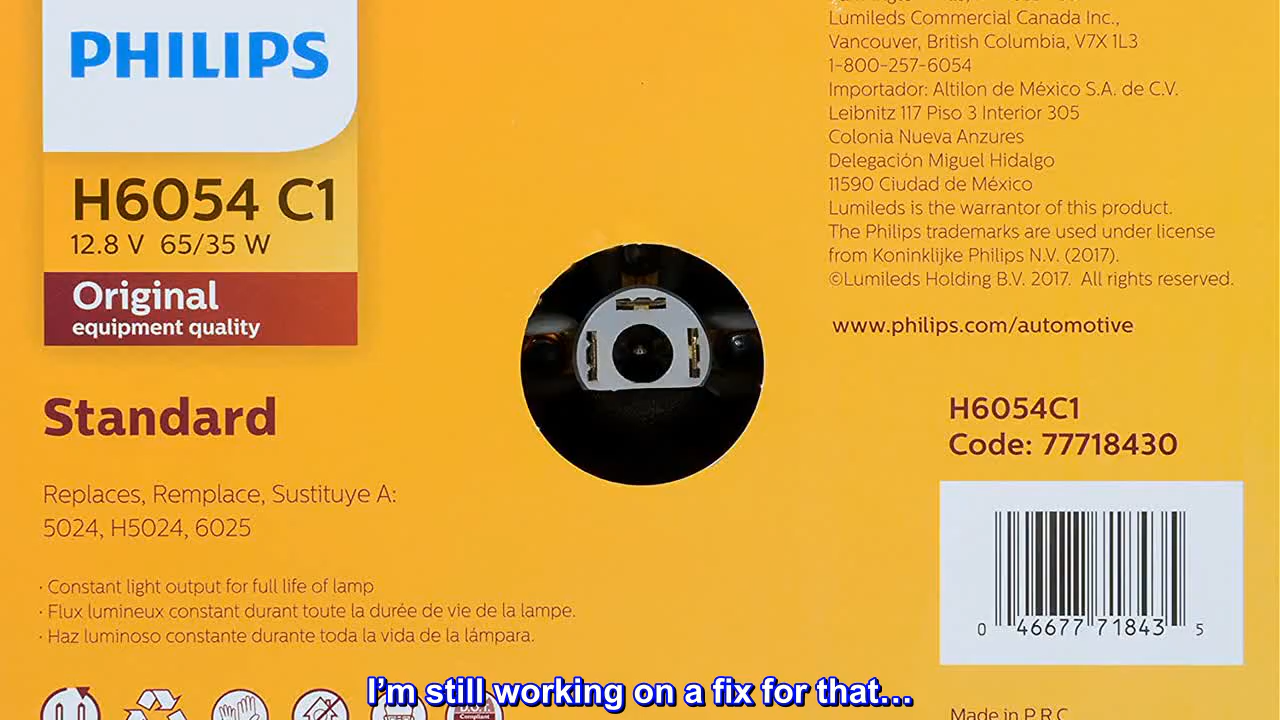 PHILIPS
H6054 C1
12.8 V 65/35 W
Original
equipment quality
Standard
Replaces, Remplace, Sustituye A:
5024, H5024, 6025
· Constant light output for full life of lamp
· Flux lumineux constant durant toute la durée de vie de la lampe.
· Haz luminoso constante durante toda la vida de la lámpara.
Lumileds Commercial Canada Inc.,
Vancouver, British Columbia, V7X 1L3
1-800-257-6054
Importador: Altilon de México S.A. de C.V.
Leibnitz 117 Piso 3 Interior 305
Colonia Nueva Anzures
Delegación Miguel Hidalgo
11590 Ciudad de México
Lumileds is the warrantor of this product.
The Philips trademarks are used under license
from Koninklijke Philips N.V. (2017).
©Lumileds Holding B.V. 2017. All rights reserved.
www.philips.com/automotive
H6054C1
Code: 77718430
0 46677 71843 5
Made in P.R.C.
Compliant
I'm still working on a fix for that...